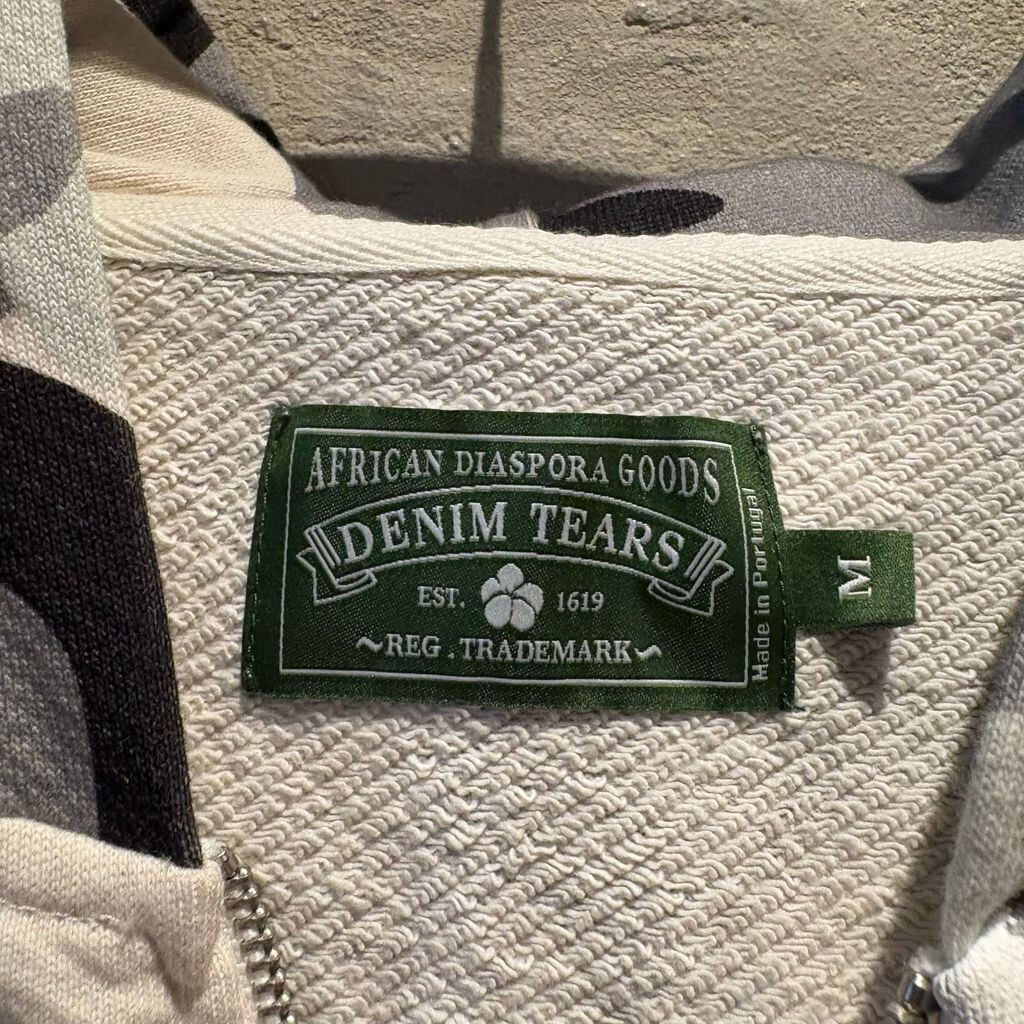 AFRICAN DIASPORA GOODS
DENIM TEARS
EST. 1619
~REG. TRADEMARK~
Made in Portugal
M